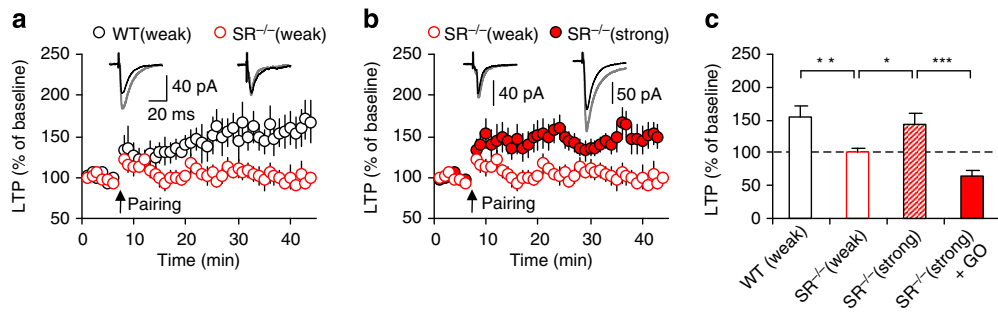 a
WT(weak) SR⁻/⁻(weak)
250
200
150
100
50
LTP (% of baseline)
40 pA
20 ms
Pairing
0 10 20 30 40
Time (min)
b
SR⁻/⁻(weak) SR⁻/⁻(strong)
250
200
150
100
50
LTP (% of baseline)
40 pA
50 pA
Pairing
0 10 20 30 40
Time (min)
c
250
200
150
100
50
0
LTP (% of baseline)
** * ***
WT (weak)
SR⁻/⁻(weak)
SR⁻/⁻(strong)
SR⁻/⁻(strong)
+ GO